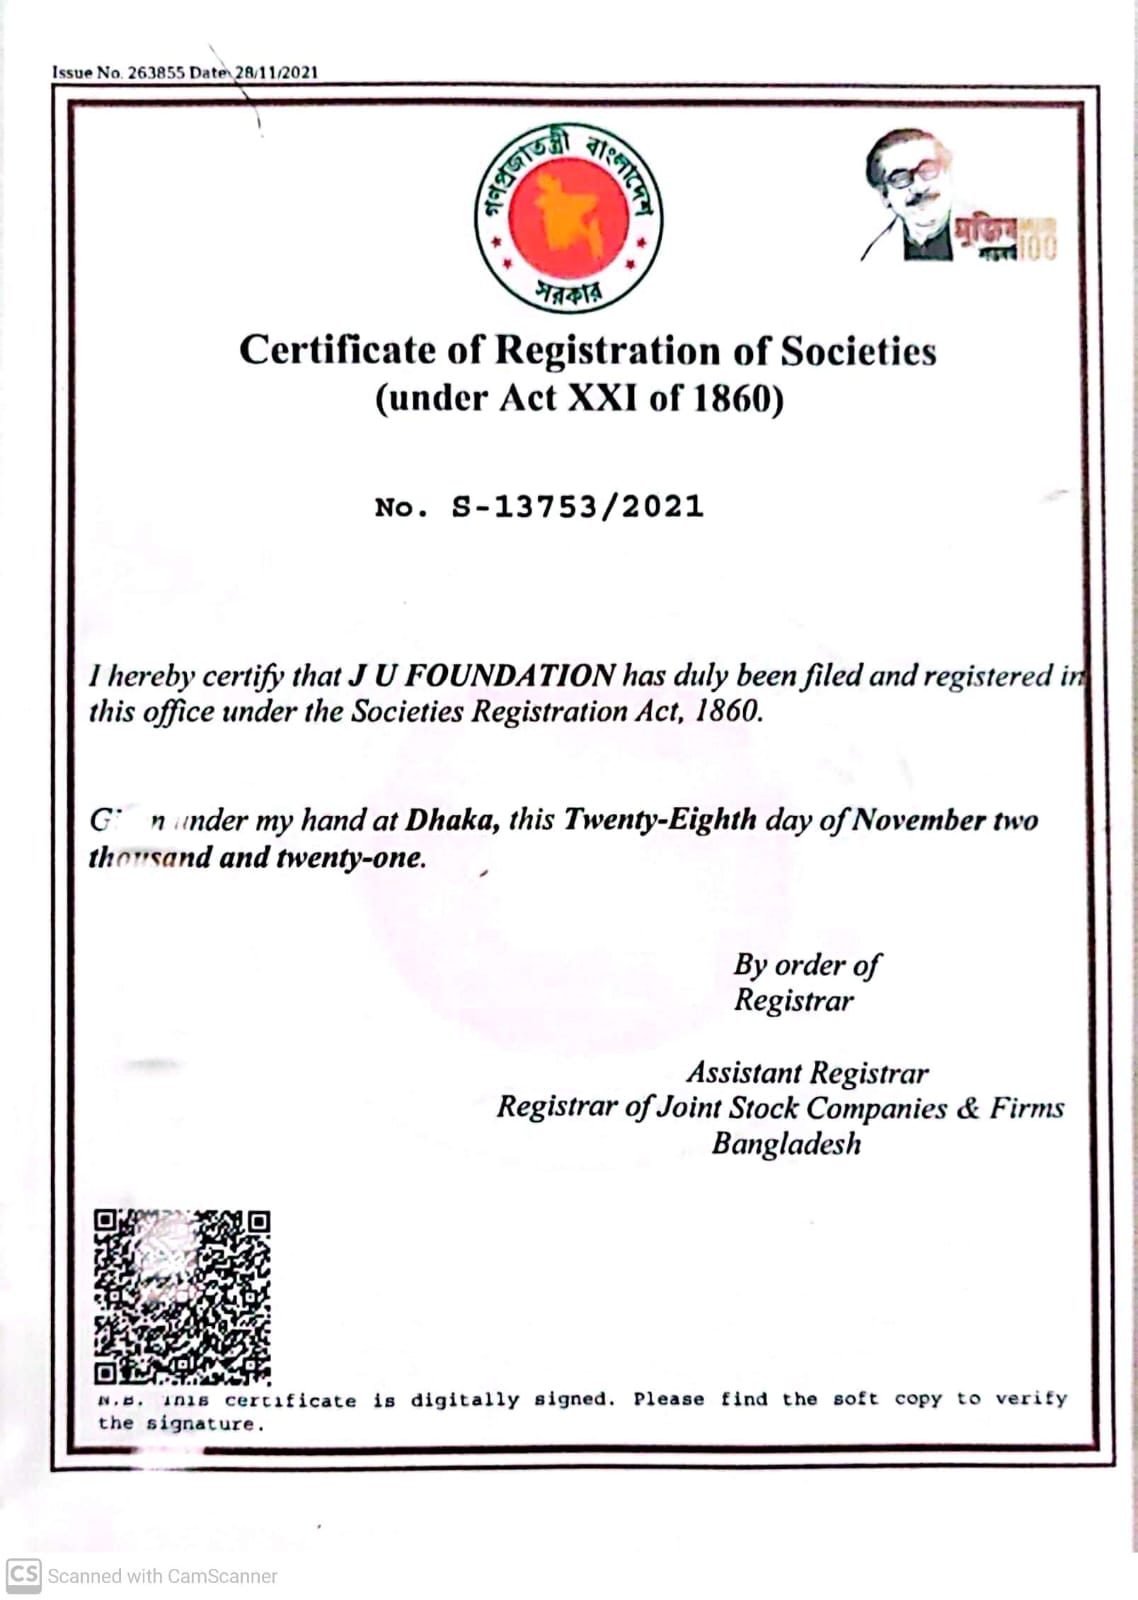 Issue No. 263855 Date 28/11/2021
গণপ্রজাতন্ত্রী বাংলাদেশ
সরকার
মুজিব
100
Certificate of Registration of Societies
(under Act XXI of 1860)
No. S-13753/2021
I hereby certify that J U FOUNDATION has duly been filed and registered in
this office under the Societies Registration Act, 1860.
under my hand at Dhaka, this Twenty-Eighth day of November two
thousand and twenty-one.
By order of
Registrar
Assistant Registrar
Registrar of Joint Stock Companies & Firms
Bangladesh
N.B. This certificate is digitally signed. Please find the soft copy to verify
the signature.
CS Scanned with CamScanner